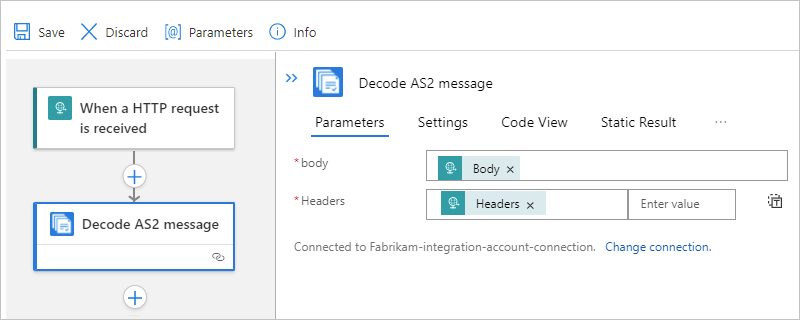 Save Discard [@] Parameters Info
When a HTTP request
is received
Decode AS2 message
Decode AS2 message
Parameters Settings Code View Static Result ...
* body
Body ×
* Headers
Headers × Enter value
Connected to Fabrikam-integration-account-connection. Change connection.